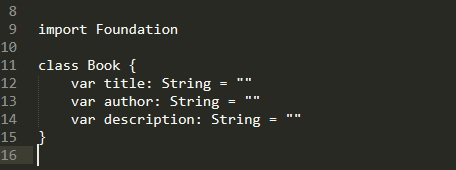 8
9 import Foundation
10
11 class Book {
12     var title: String = ""
13     var author: String = ""
14     var description: String = ""
15 }
16